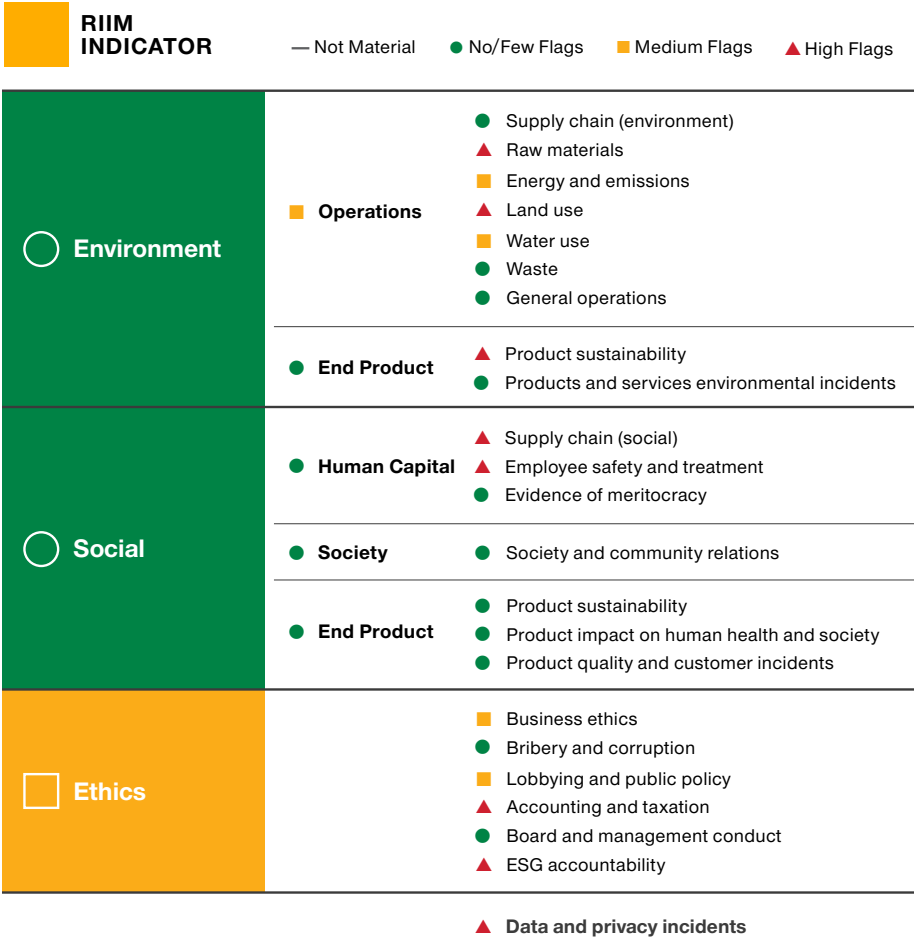 RIIM
INDICATOR
— Not Material
No/Few Flags
Medium Flags
High Flags
Environment
Operations
Supply chain (environment)
Raw materials
Energy and emissions
Land use
Water use
Waste
General operations
End Product
Product sustainability
Products and services environmental incidents
Social
Human Capital
Supply chain (social)
Employee safety and treatment
Evidence of meritocracy
Society
Society and community relations
End Product
Product sustainability
Product impact on human health and society
Product quality and customer incidents
Ethics
Business ethics
Bribery and corruption
Lobbying and public policy
Accounting and taxation
Board and management conduct
ESG accountability
Data and privacy incidents